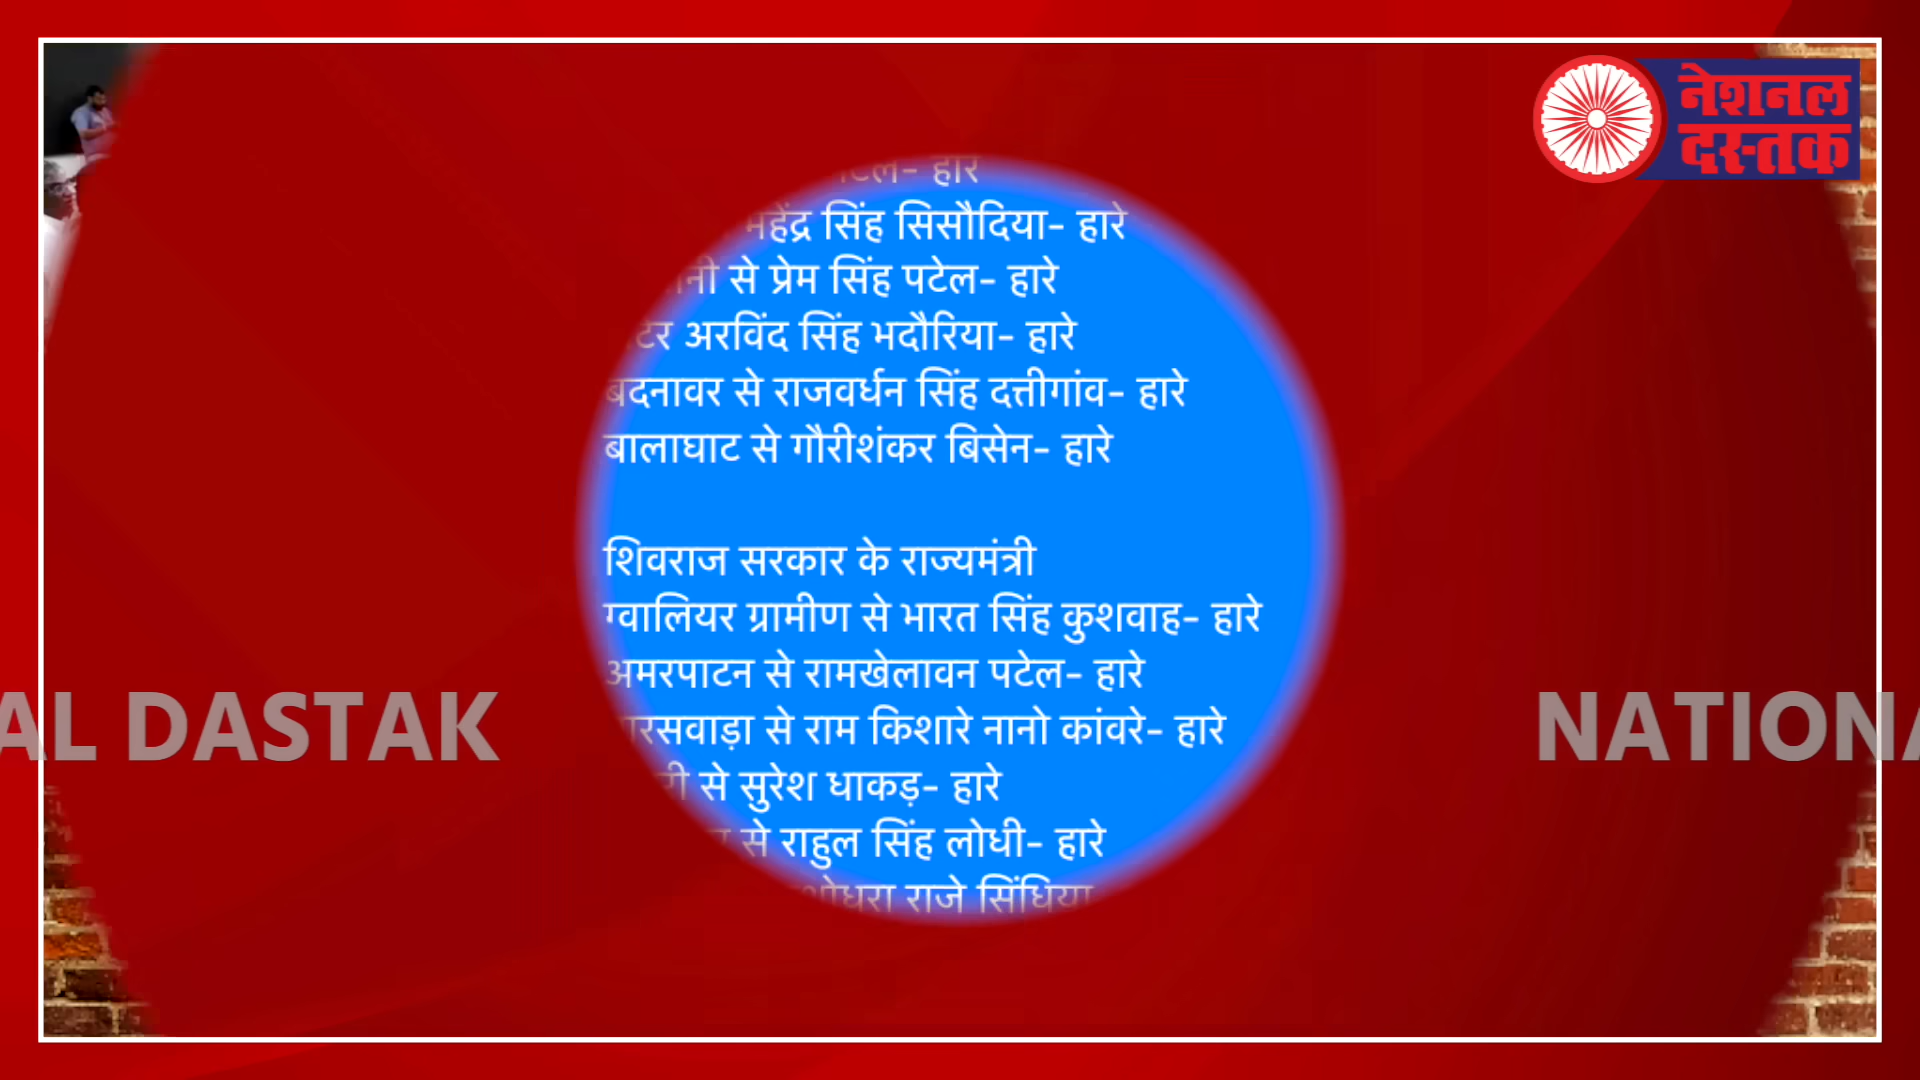 नेशनल
दस्तक
हारे
महेंद्र सिंह सिसौदिया- हारे
से प्रेम सिंह पटेल- हारे
अरविंद सिंह भदौरिया- हारे
बदनावर से राजवर्धन सिंह दत्तीगांव- हारे
बालाघाट से गौरीशंकर बिसेन- हारे
शिवराज सरकार के राज्यमंत्री
ग्वालियर ग्रामीण से भारत सिंह कुशवाह- हारे
अमरपाटन से रामखेलावन पटेल- हारे
से राम किशारे नानो कांवरे- हारे
से सुरेश धाकड़- हारे
से राहुल सिंह लोधी- हारे
राजे सिंधिया
AL DASTAK
NATIONA